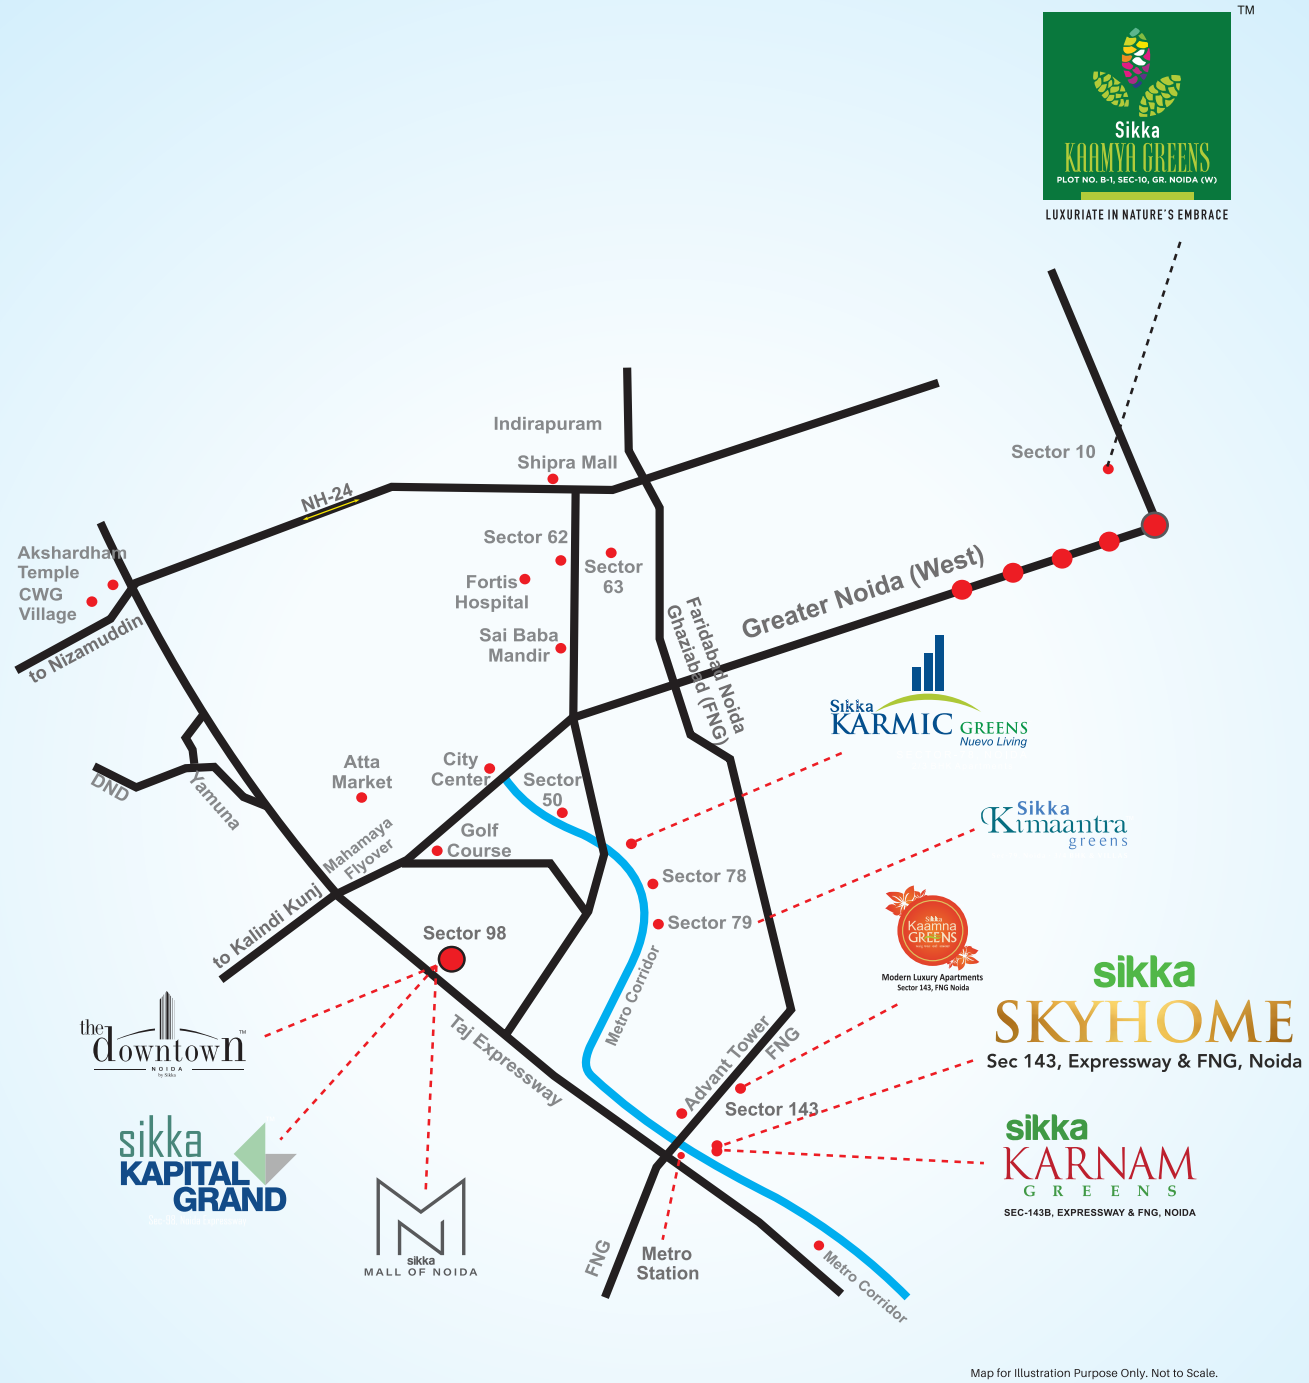 TM
Sikka
KAAMYA GREENS
PLOT NO. B-1, SEC-10, GR. NOIDA (W)
LUXURIATE IN NATURE'S EMBRACE
Indirapuram
Shipra Mall
Sector 10
NH-24
Akshardham
Temple
CWG
Village
to Nizamuddin
Sector 62
Sector
63
Fortis
Hospital
Sai Baba
Mandir
Greater Noida (West)
Faridabad Noida
Ghaziabad (FNG)
Sikka
KARMIC GREENS
Nuevo Living
DND
Yamuna
Atta
Market
City
Center
Sector
50
Mahamaya
Flyover
Golf
Course
Sikka
Kimaantra
greens
Sector 78
Sector 79
to Kalindi Kunj
Sector 98
Metro Corridor
Sikka
Kaamna
GREENS
Modern Luxury Apartments
Sector 143, FNG Noida
sikka
SKYHOME
Sec 143, Expressway & FNG, Noida
the
downtown
TM
NOIDA
by Sikka
Taj Expressway
Advant Tower
FNG
Sector 143
sikka
KAPITAL
GRAND
sikka
KARNAM
GREENS
SEC-143B, EXPRESSWAY & FNG, NOIDA
sikka
MALL OF NOIDA
FNG
Metro
Station
Metro Corridor
Map for Illustration Purpose Only. Not to Scale.